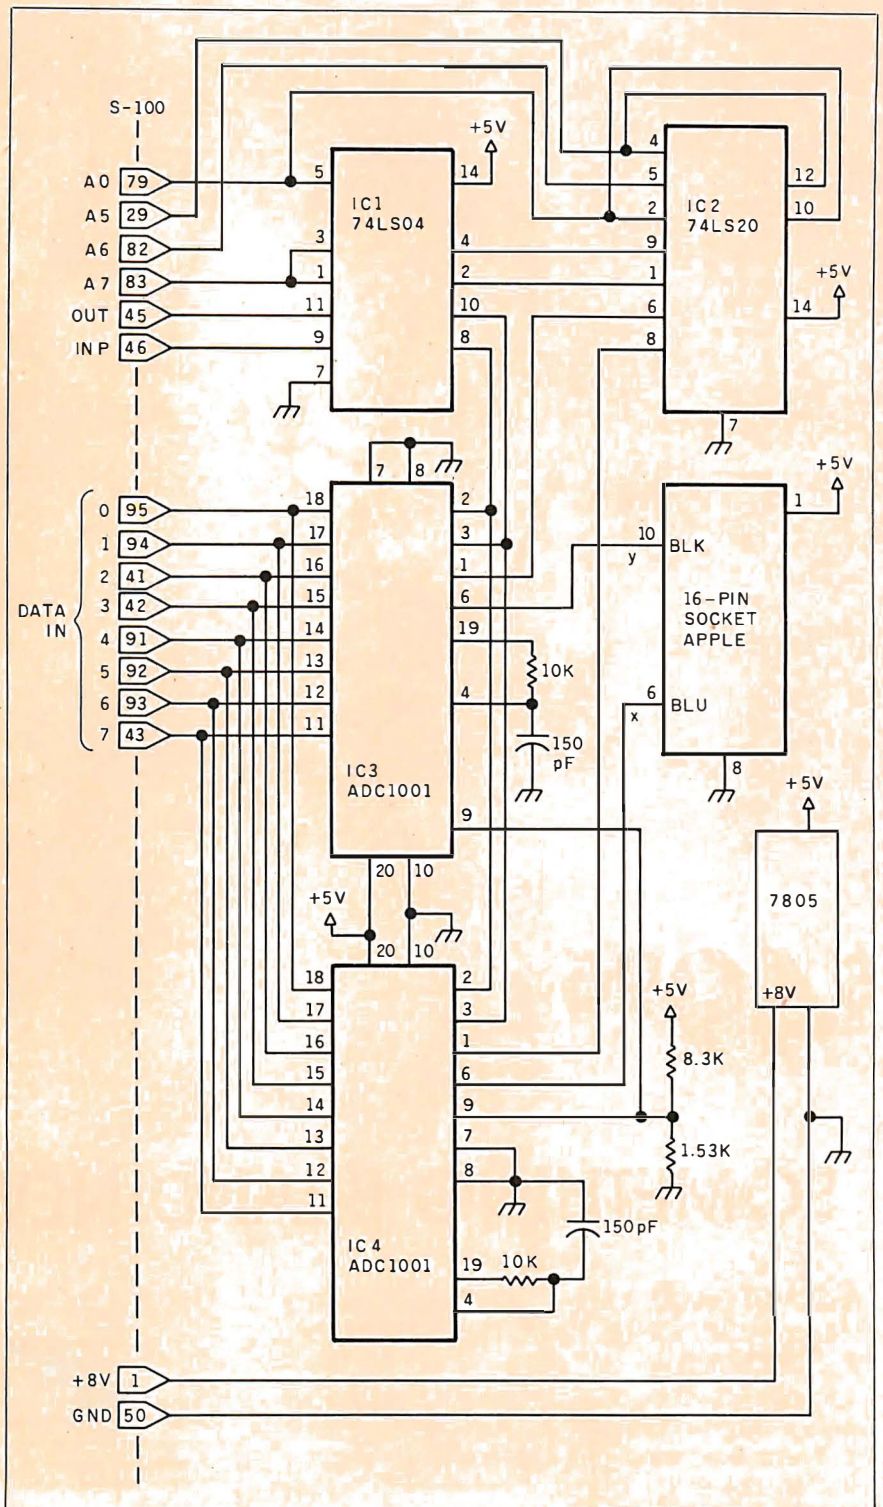 S-100
A0 79
A5 29
A6 82
A7 83
OUT 45
INP 46
5
3
1
11
9
7
IC1
74LS04
+5V
14
4
2
10
8
4
5
2
9
1
6
8
IC2
74LS20
12
10
+5V
14
7
DATA
IN
0 95
1 94
2 41
3 42
4 91
5 92
6 93
7 43
7 8
18
17
16
15
14
13
12
11
IC3
ADC1001
2
3
1
6
19
4
9
10K
150
pF
20 10
+5V
1
10
y
BLK
16-PIN
SOCKET
APPLE
6
x
BLU
8
+5V
7805
+8V
+5V
20 10
18
17
16
15
14
13
12
11
IC4
ADC1001
2
3
1
6
9
7
8
19
4
10K
150pF
+5V
8.3K
1.53K
+8V 1
GND 50